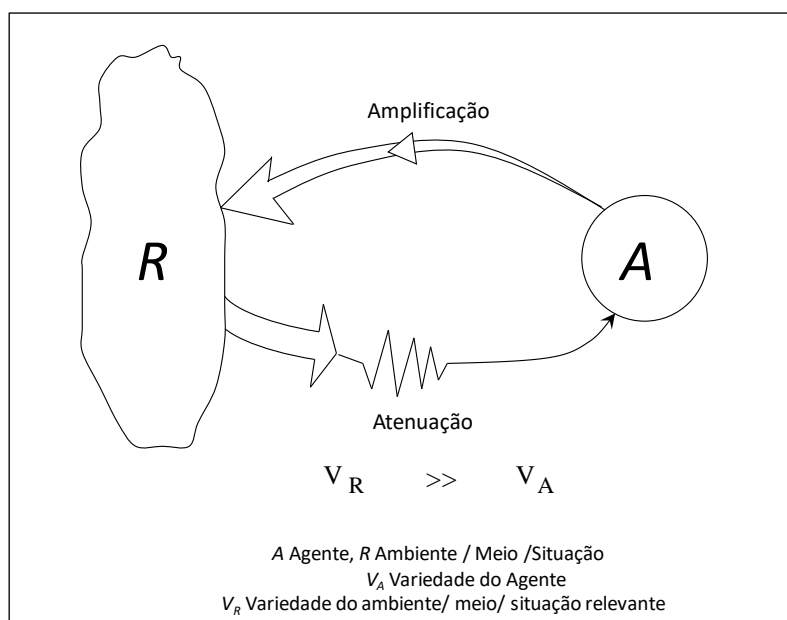 Amplificação
R
A
Atenuação
V R >> V A
A Agente, R Ambiente / Meio /Situação
VA Variedade do Agente
VR Variedade do ambiente/ meio/ situação relevante